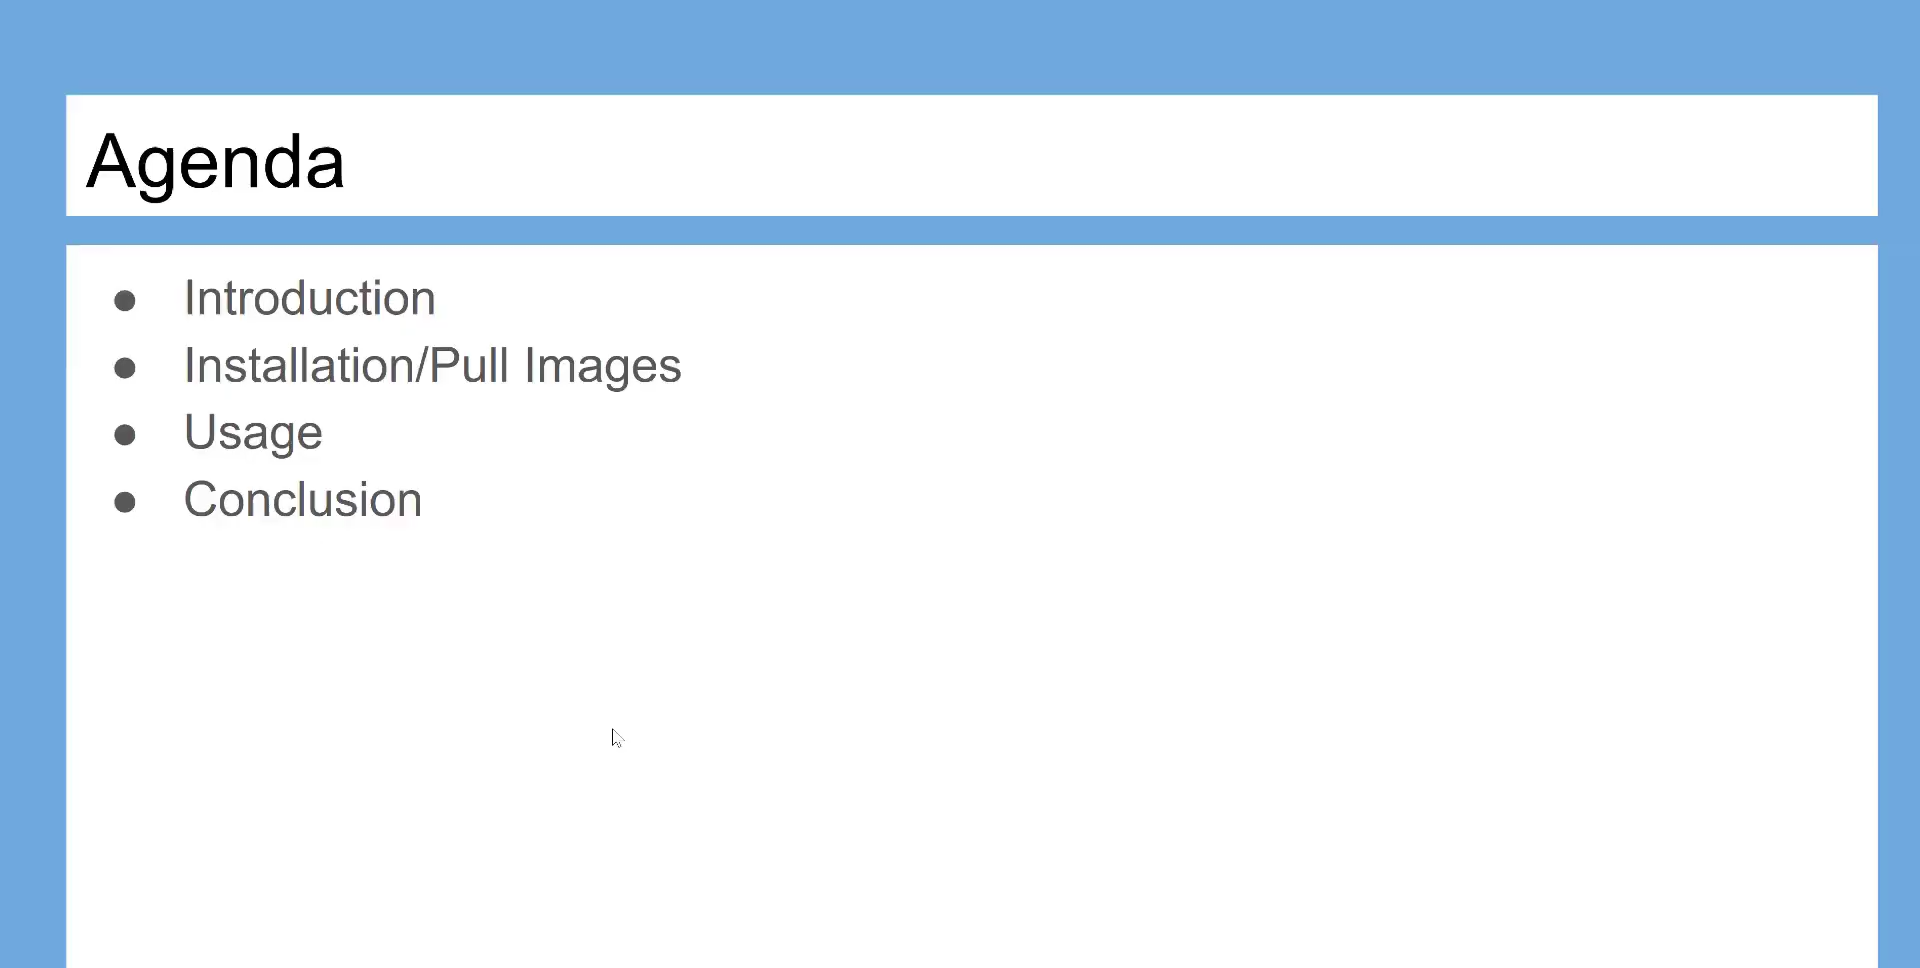 Agenda
● Introduction
● Installation/Pull Images
● Usage
● Conclusion